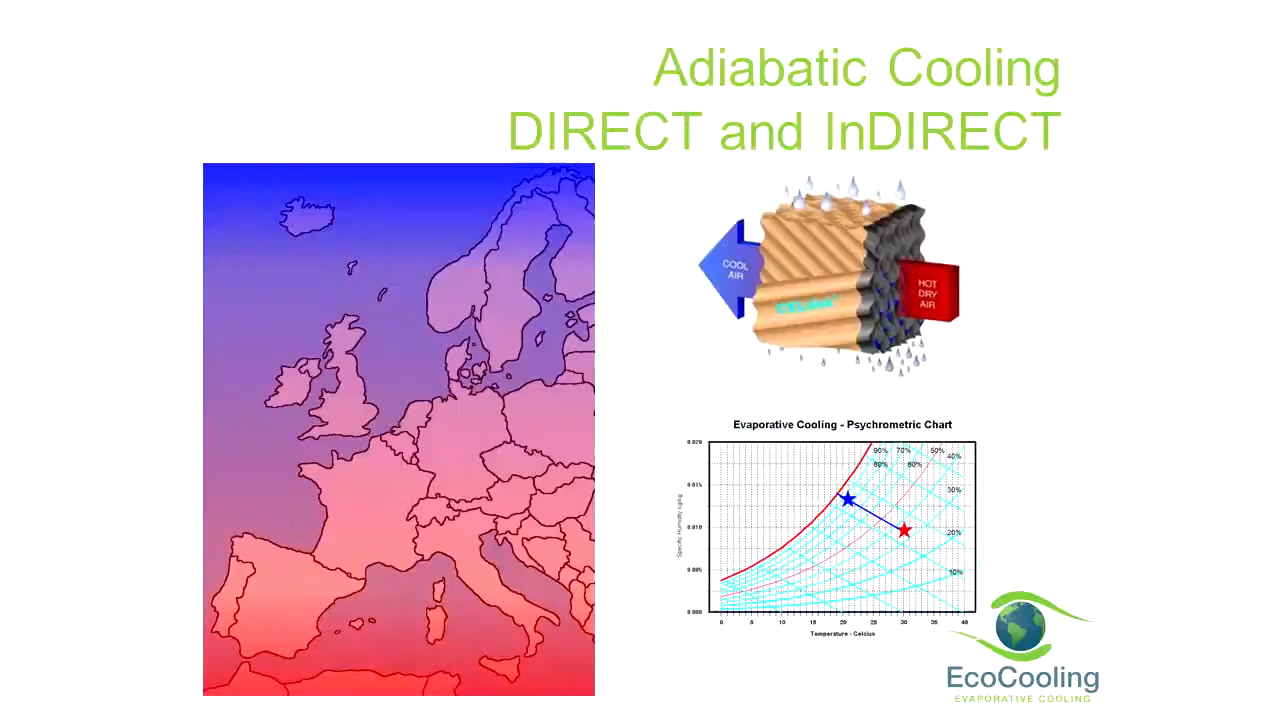 Adiabatic Cooling
DIRECT and InDIRECT
COOL
AIR
HOT
DRY
AIR
Evaporative Cooling - Psychrometric Chart
0.020
0.015
0.010
0.005
0.000
Specific Humidity kg/kg
90%
70%
50%
40%
80%
60%
30%
20%
10%
0
5
10
15
20
25
30
35
40
Temperature - Celcius
EcoCooling
EVAPORATIVE COOLING